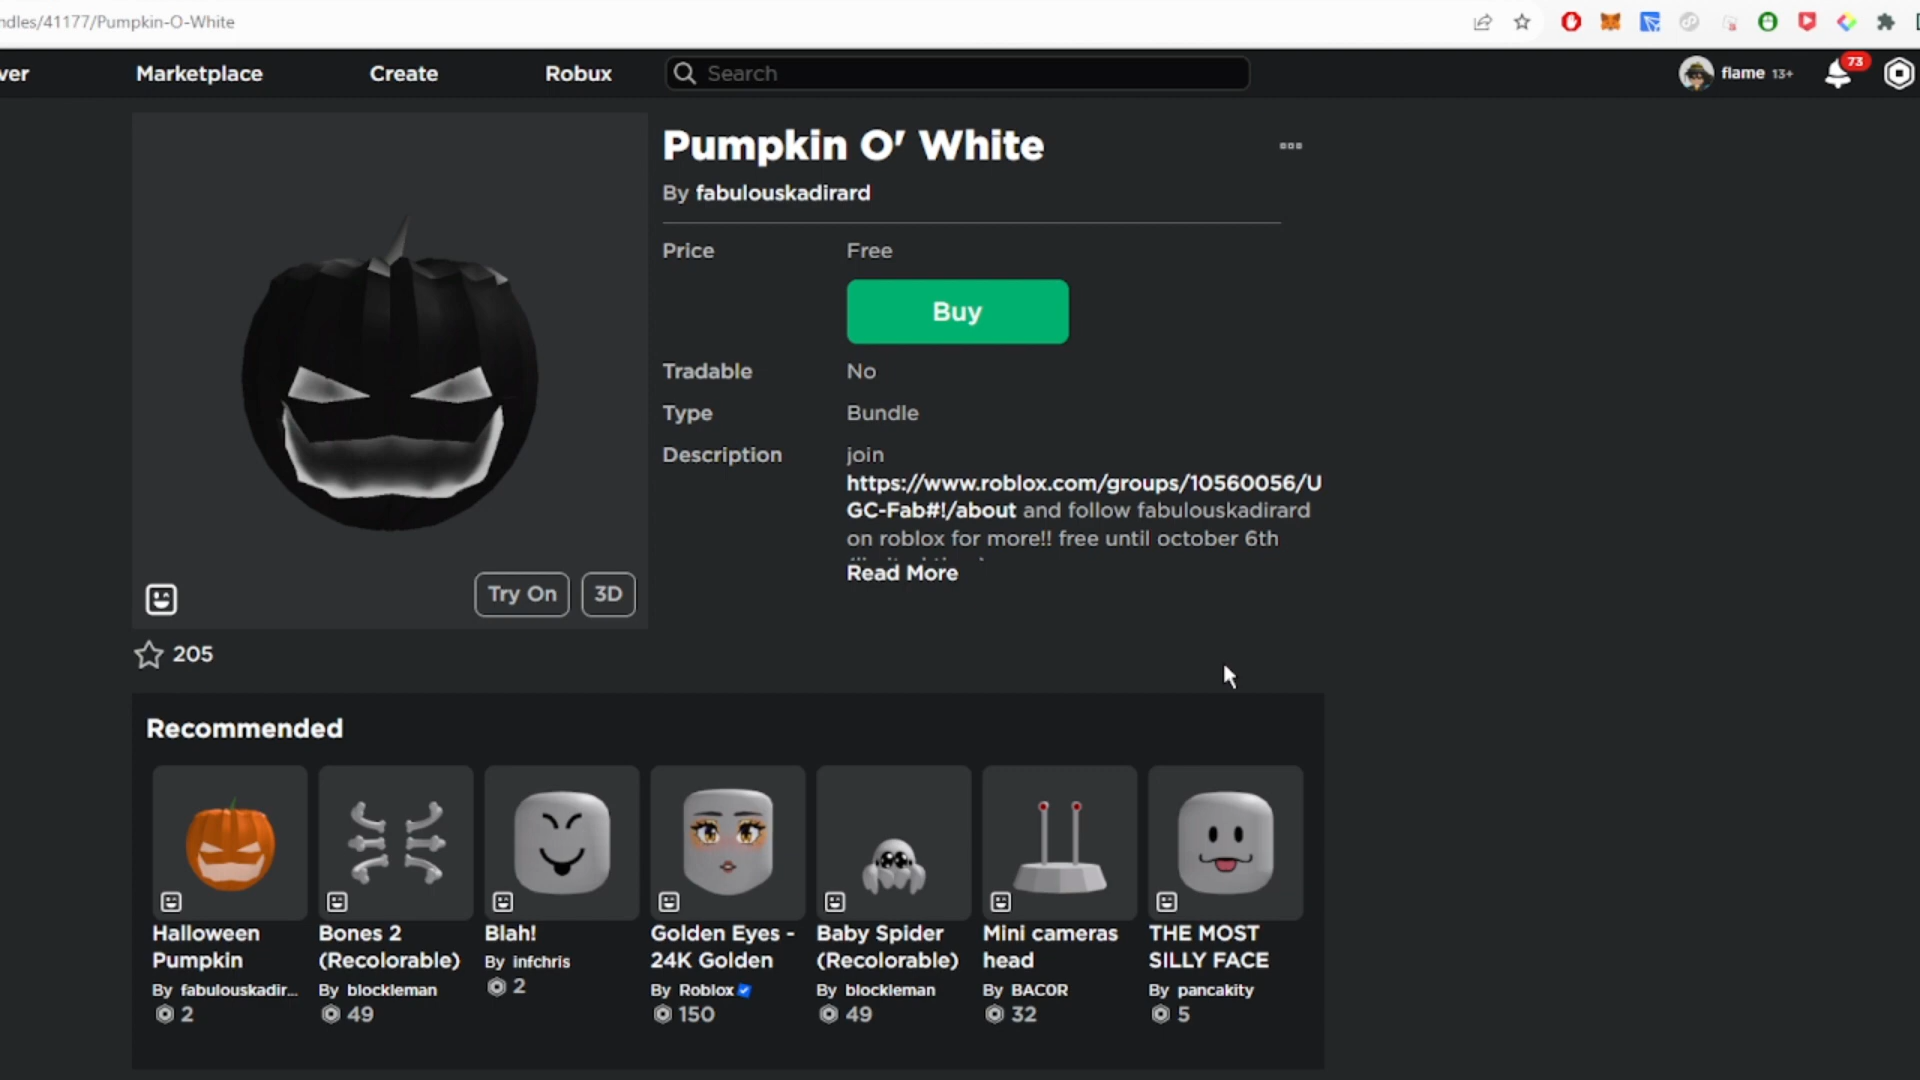 ndles/41177/Pumpkin-O-White
ver Marketplace Create Robux Search flame 13+ 73
Pumpkin O' White
By fabulouskadirard
Price Free
Buy
Tradable No
Type Bundle
Description join
https://www.roblox.com/groups/10560056/U
GC-Fab#!/about and follow fabulouskadirard
on roblox for more!! free until october 6th
Read More
Try On 3D
205
Recommended
Halloween
Pumpkin
By fabulouskadir...
2
Bones 2
(Recolorable)
By blockleman
49
Blah!
By infchris
2
Golden Eyes -
24K Golden
By Roblox
150
Baby Spider
(Recolorable)
By blockleman
49
Mini cameras
head
By BACOR
32
THE MOST
SILLY FACE
By pancakity
5